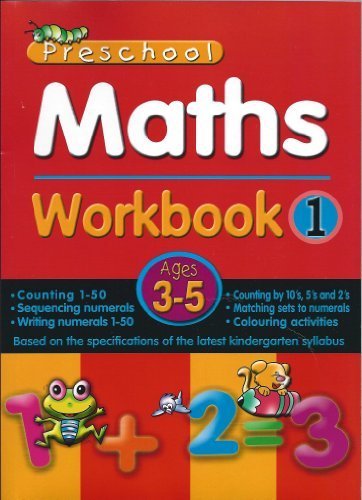 Preschool
Maths
Workbook 1
Ages
3-5
• Counting 1-50
• Sequencing numerals
• Writing numerals 1-50
• Counting by 10's, 5's and 2's
• Matching sets to numerals
• Colouring activities
Based on the specifications of the latest kindergarten syllabus
1 + 2 = 3